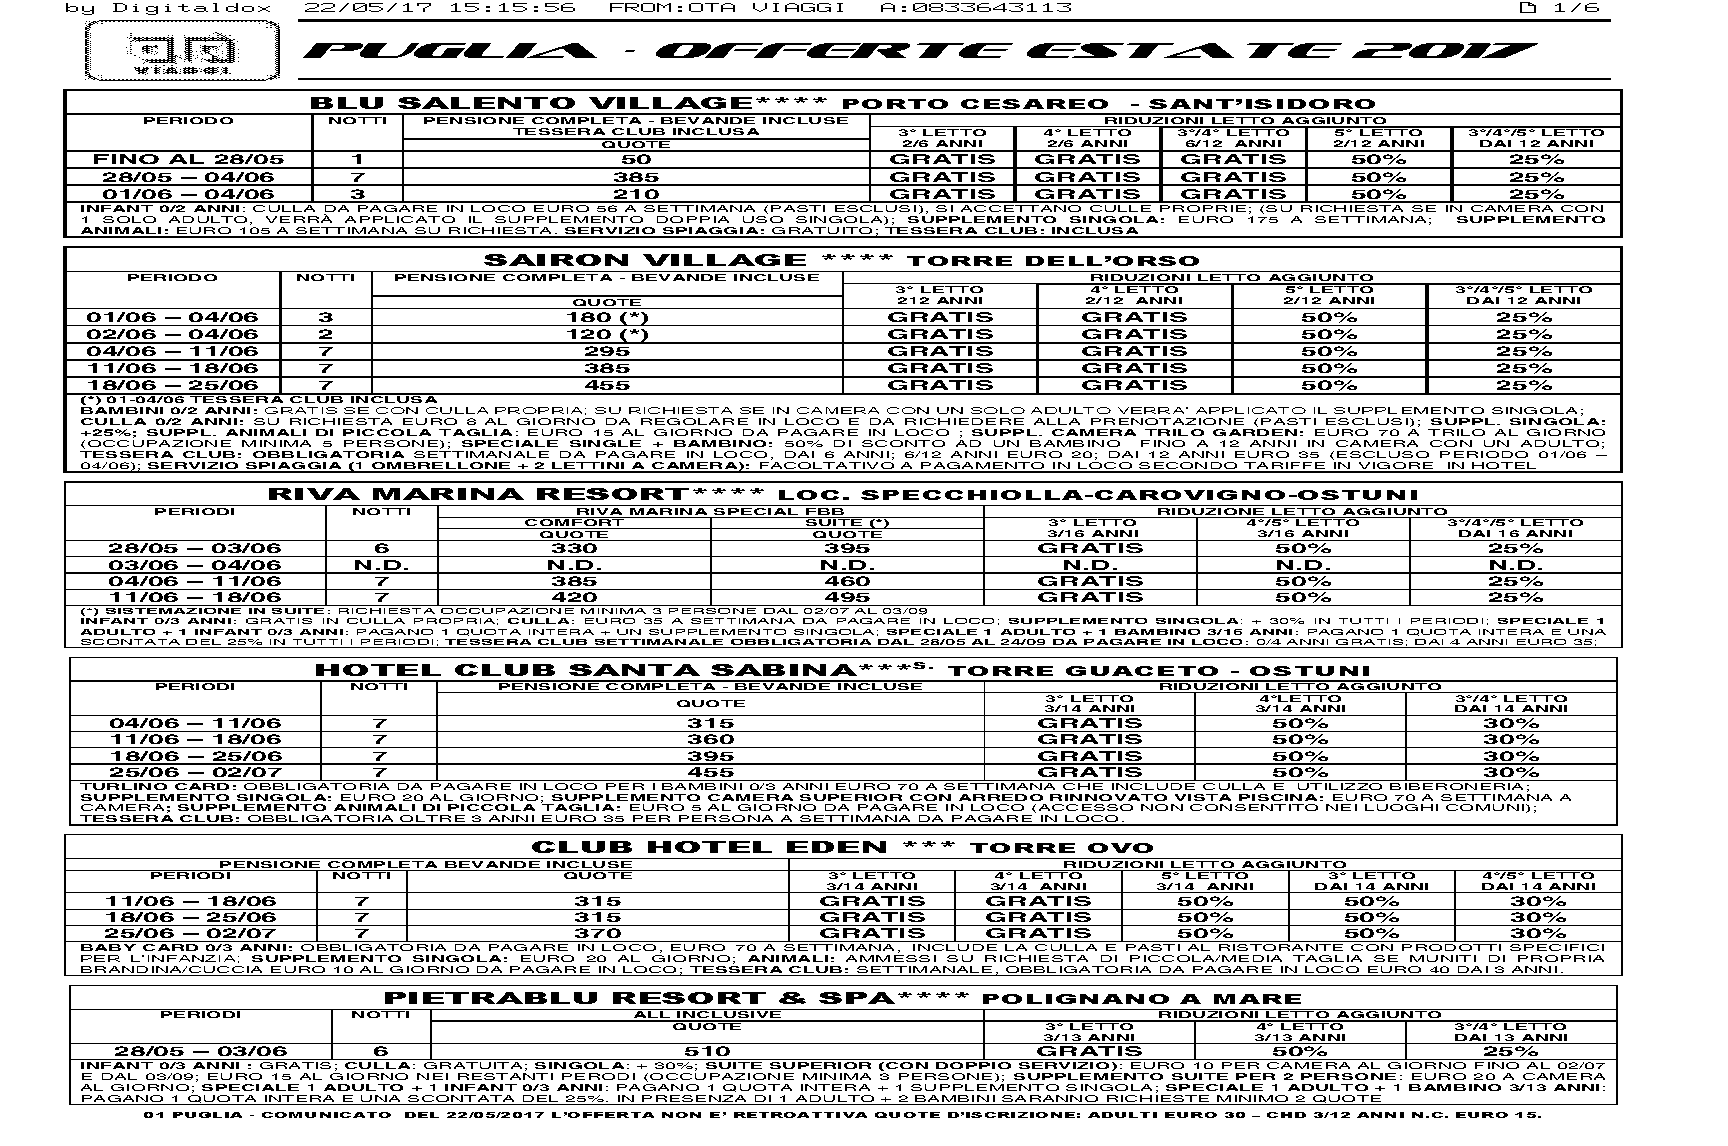 by Digitaldox 22/05/17 15:15:56 FROM:OTA VIAGGI A:0833643113 1/6
VIAGGI
PUGLIA - OFFERTE ESTATE 2017
BLU SALENTO VILLAGE**** PORTO CESAREO - SANT'ISIDORO
PERIODO NOTTI PENSIONE COMPLETA - BEVANDE INCLUSE RIDUZIONI LETTO AGGIUNTO
TESSERA CLUB INCLUSA 3° LETTO 4° LETTO 3°/4° LETTO 5° LETTO 3°/4°/5° LETTO
QUOTE 2/6 ANNI 2/6 ANNI 6/12 ANNI 2/12 ANNI DAI 12 ANNI
FINO AL 28/05 1 50 GRATIS GRATIS GRATIS 50% 25%
28/05 – 04/06 7 385 GRATIS GRATIS GRATIS 50% 25%
01/06 – 04/06 3 210 GRATIS GRATIS GRATIS 50% 25%
INFANT 0/2 ANNI: CULLA DA PAGARE IN LOCO EURO 56 A SETTIMANA (PASTI ESCLUSI), SI ACCETTANO CULLE PROPRIE; (SU RICHIESTA SE IN CAMERA CON
1 SOLO ADULTO, VERRÀ APPLICATO IL SUPPLEMENTO DOPPIA USO SINGOLA); SUPPLEMENTO SINGOLA: EURO 175 A SETTIMANA; SUPPLEMENTO
ANIMALI: EURO 105 A SETTIMANA SU RICHIESTA. SERVIZIO SPIAGGIA: GRATUITO; TESSERA CLUB: INCLUSA
SAIRON VILLAGE **** TORRE DELL'ORSO
PERIODO NOTTI PENSIONE COMPLETA - BEVANDE INCLUSE RIDUZIONI LETTO AGGIUNTO
3° LETTO 4° LETTO 5° LETTO 3°/4°/5° LETTO
QUOTE 212 ANNI 2/12 ANNI 2/12 ANNI DAI 12 ANNI
01/06 – 04/06 3 180 (*) GRATIS GRATIS 50% 25%
02/06 – 04/06 2 120 (*) GRATIS GRATIS 50% 25%
04/06 – 11/06 7 295 GRATIS GRATIS 50% 25%
11/06 – 18/06 7 385 GRATIS GRATIS 50% 25%
18/06 – 25/06 7 455 GRATIS GRATIS 50% 25%
(*) 01-04/06 TESSERA CLUB INCLUSA
BAMBINI 0/2 ANNI: GRATIS SE CON CULLA PROPRIA; SU RICHIESTA SE IN CAMERA CON UN SOLO ADULTO VERRA' APPLICATO IL SUPPLEMENTO SINGOLA;
CULLA 0/2 ANNI: SU RICHIESTA EURO 8 AL GIORNO DA REGOLARE IN LOCO E DA RICHIEDERE ALLA PRENOTAZIONE (PASTI ESCLUSI); SUPPL. SINGOLA:
+25%; SUPPL. ANIMALI DI PICCOLA TAGLIA: EURO 15 AL GIORNO DA PAGARE IN LOCO ; SUPPL. CAMERA TRILO GARDEN: EURO 70 A TRILO AL GIORNO
(OCCUPAZIONE MINIMA 5 PERSONE); SPECIALE SINGLE + BAMBINO: 50% DI SCONTO AD UN BAMBINO FINO A 12 ANNI IN CAMERA CON UN ADULTO;
TESSERA CLUB: OBBLIGATORIA SETTIMANALE DA PAGARE IN LOCO, DAI 6 ANNI; 6/12 ANNI EURO 20; DAI 12 ANNI EURO 35 (ESCLUSO PERIODO 01/06 –
04/06); SERVIZIO SPIAGGIA (1 OMBRELLONE + 2 LETTINI A CAMERA): FACOLTATIVO A PAGAMENTO IN LOCO SECONDO TARIFFE IN VIGORE IN HOTEL
RIVA MARINA RESORT**** LOC. SPECCHIOLLA-CAROVIGNO-OSTUNI
PERIODI NOTTI RIVA MARINA SPECIAL FBB RIDUZIONE LETTO AGGIUNTO
COMFORT SUITE (*) 3° LETTO 4°/5° LETTO 3°/4°/5° LETTO
QUOTE QUOTE 3/16 ANNI 3/16 ANNI DAI 16 ANNI
28/05 – 03/06 6 330 395 GRATIS 50% 25%
03/06 – 04/06 N.D. N.D. N.D. N.D. N.D. N.D.
04/06 – 11/06 7 385 460 GRATIS 50% 25%
11/06 – 18/06 7 420 495 GRATIS 50% 25%
(*) SISTEMAZIONE IN SUITE: RICHIESTA OCCUPAZIONE MINIMA 3 PERSONE DAL 02/07 AL 03/09
INFANT 0/3 ANNI: GRATIS IN CULLA PROPRIA; CULLA: EURO 35 A SETTIMANA DA PAGARE IN LOCO; SUPPLEMENTO SINGOLA: + 30% IN TUTTI I PERIODI; SPECIALE 1
ADULTO + 1 INFANT 0/3 ANNI: PAGANO 1 QUOTA INTERA + UN SUPPLEMENTO SINGOLA; SPECIALE 1 ADULTO + 1 BAMBINO 3/16 ANNI: PAGANO 1 QUOTA INTERA E UNA
SCONTATA DEL 25% IN TUTTI I PERIODI; TESSERA CLUB SETTIMANALE OBBLIGATORIA DAL 28/05 AL 24/09 DA PAGARE IN LOCO: 0/4 ANNI GRATIS; DAI 4 ANNI EURO 35;
HOTEL CLUB SANTA SABINA***S. TORRE GUACETO - OSTUNI
PERIODI NOTTI PENSIONE COMPLETA - BEVANDE INCLUSE RIDUZIONI LETTO AGGIUNTO
QUOTE 3° LETTO 4°LETTO 3°/4° LETTO
3/14 ANNI 3/14 ANNI DAI 14 ANNI
04/06 – 11/06 7 315 GRATIS 50% 30%
11/06 – 18/06 7 360 GRATIS 50% 30%
18/06 – 25/06 7 395 GRATIS 50% 30%
25/06 – 02/07 7 455 GRATIS 50% 30%
TURLINO CARD: OBBLIGATORIA DA PAGARE IN LOCO PER I BAMBINI 0/3 ANNI EURO 70 A SETTIMANA CHE INCLUDE CULLA E UTILIZZO BIBERONERIA;
SUPPLEMENTO SINGOLA: EURO 20 AL GIORNO; SUPPLEMENTO CAMERA SUPERIOR CON ARREDO RINNOVATO VISTA PISCINA: EURO 70 A SETTIMANA A
CAMERA; SUPPLEMENTO ANIMALI DI PICCOLA TAGLIA: EURO 5 AL GIORNO DA PAGARE IN LOCO (ACCESSO NON CONSENTITO NEI LUOGHI COMUNI);
TESSERA CLUB: OBBLIGATORIA OLTRE 3 ANNI EURO 35 PER PERSONA A SETTIMANA DA PAGARE IN LOCO.
CLUB HOTEL EDEN *** TORRE OVO
PENSIONE COMPLETA BEVANDE INCLUSE RIDUZIONI LETTO AGGIUNTO
PERIODI NOTTI QUOTE 3° LETTO 4° LETTO 5° LETTO 3° LETTO 4°/5° LETTO
3/14 ANNI 3/14 ANNI 3/14 ANNI DAI 14 ANNI DAI 14 ANNI
11/06 – 18/06 7 315 GRATIS GRATIS 50% 50% 30%
18/06 – 25/06 7 315 GRATIS GRATIS 50% 50% 30%
25/06 – 02/07 7 370 GRATIS GRATIS 50% 50% 30%
BABY CARD 0/3 ANNI: OBBLIGATORIA DA PAGARE IN LOCO, EURO 70 A SETTIMANA, INCLUDE LA CULLA E PASTI AL RISTORANTE CON PRODOTTI SPECIFICI
PER L'INFANZIA; SUPPLEMENTO SINGOLA: EURO 20 AL GIORNO; ANIMALI: AMMESSI SU RICHIESTA DI PICCOLA/MEDIA TAGLIA SE MUNITI DI PROPRIA
BRANDINA/CUCCIA EURO 10 AL GIORNO DA PAGARE IN LOCO; TESSERA CLUB: SETTIMANALE, OBBLIGATORIA DA PAGARE IN LOCO EURO 40 DAI 3 ANNI.
PIETRABLU RESORT & SPA**** POLIGNANO A MARE
PERIODI NOTTI ALL INCLUSIVE RIDUZIONI LETTO AGGIUNTO
QUOTE 3° LETTO 4° LETTO 3°/4° LETTO
3/13 ANNI 3/13 ANNI DAI 13 ANNI
28/05 – 03/06 6 510 GRATIS 50% 25%
INFANT 0/3 ANNI : GRATIS; CULLA: GRATUITA; SINGOLA: + 30%; SUITE SUPERIOR (CON DOPPIO SERVIZIO): EURO 10 PER CAMERA AL GIORNO FINO AL 02/07
E DAL 03/09; EURO 15 AL GIORNO NEI RESTANTI PERODI (OCCUPAZIONE MINIMA 3 PERSONE); SUPPLEMENTO SUITE PER 2 PERSONE: EURO 20 A CAMERA
AL GIORNO; SPECIALE 1 ADULTO + 1 INFANT 0/3 ANNI: PAGANO 1 QUOTA INTERA + 1 SUPPLEMENTO SINGOLA; SPECIALE 1 ADULTO + 1 BAMBINO 3/13 ANNI:
PAGANO 1 QUOTA INTERA E UNA SCONTATA DEL 25%. IN PRESENZA DI 1 ADULTO + 2 BAMBINI SARANNO RICHIESTE MINIMO 2 QUOTE
01 PUGLIA - COMUNICATO DEL 22/05/2017 L'OFFERTA NON E' RETROATTIVA QUOTE D'ISCRIZIONE: ADULTI EURO 30 – CHD 3/12 ANNI N.C. EURO 15.